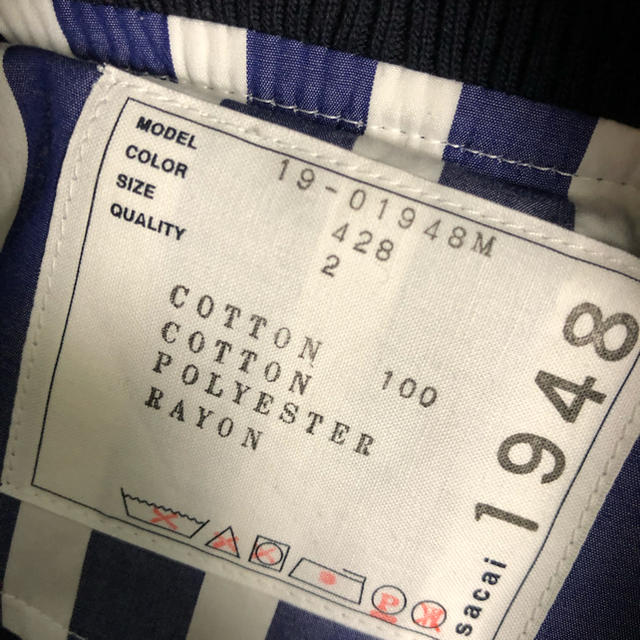 MODEL 19-01948M
COLOR 428
SIZE 2
QUALITY
COTTON
COTTON 100
POLYESTER
RAYON
P
sacai 1948